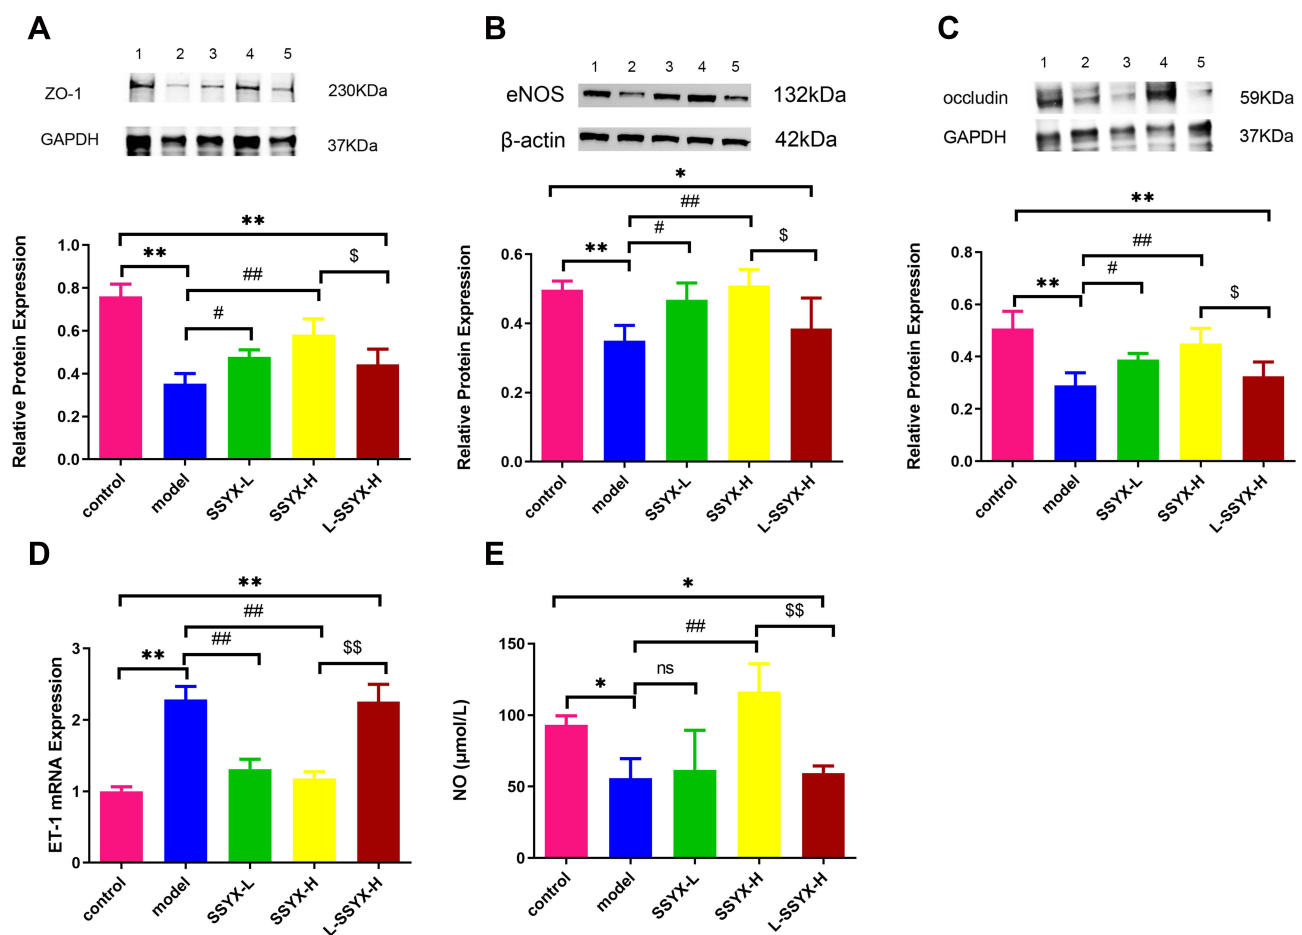 A
1 2 3 4 5
ZO-1 230KDa
GAPDH 37KDa
**
** ## $
#
Relative Protein Expression
1.0
0.8
0.6
0.4
0.2
0.0
control model SSYX-L SSYX-H L-SSYX-H
B
1 2 3 4 5
eNOS 132kDa
β-actin 42kDa
*
##
** # $
Relative Protein Expression
0.6
0.4
0.2
0.0
control model SSYX-L SSYX-H L-SSYX-H
C
1 2 3 4 5
occludin 59KDa
GAPDH 37KDa
**
##
** # $
Relative Protein Expression
0.8
0.6
0.4
0.2
0.0
control model SSYX-L SSYX-H L-SSYX-H
D
**
##
** ## $$
ET-1 mRNA Expression
3
2
1
0
control model SSYX-L SSYX-H L-SSYX-H
E
*
## $$
* ns
NO (μmol/L)
150
100
50
0
control model SSYX-L SSYX-H L-SSYX-H